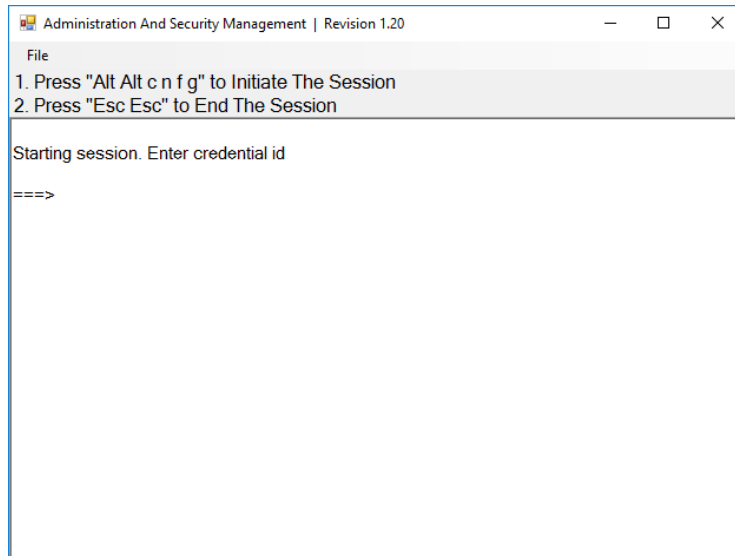 Administration And Security Management | Revision 1.20
File
1. Press "Alt Alt c n f g" to Initiate The Session
2. Press "Esc Esc" to End The Session
Starting session. Enter credential id
===>